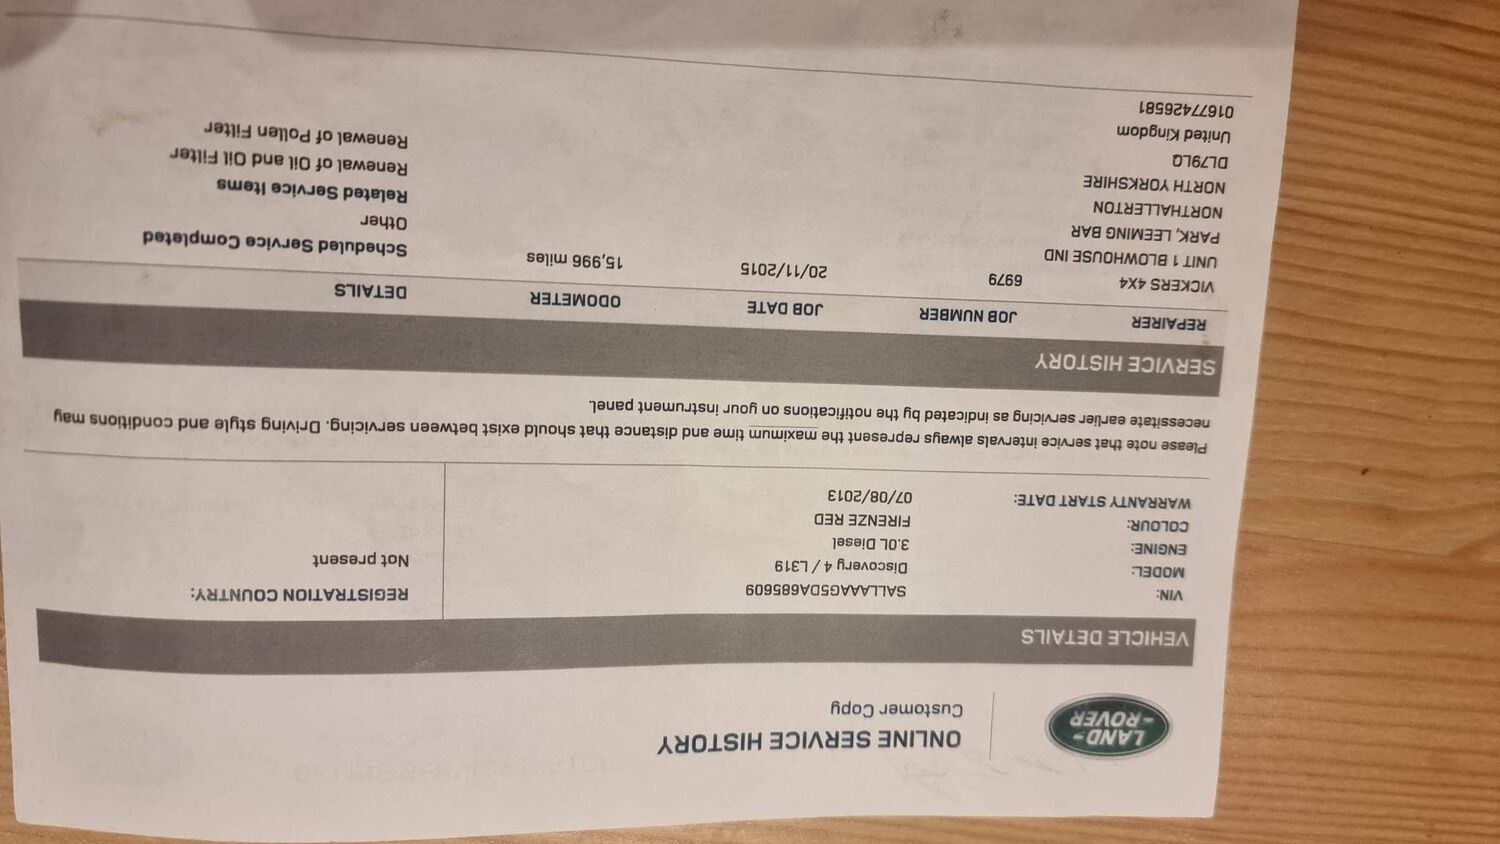 LAND-
-ROVER
ONLINE SERVICE HISTORY
Customer Copy
VEHICLE DETAILS
VIN: SALLAAAG5DA685609
MODEL: Discovery 4 / L319
ENGINE: 3.0L Diesel
COLOUR: FIRENZE RED
WARRANTY START DATE: 07/08/2013
REGISTRATION COUNTRY:
Not present
Please note that service intervals always represent the maximum time and distance that should exist between servicing. Driving style and conditions may
necessitate earlier servicing as indicated by the notifications on your instrument panel.
SERVICE HISTORY
REPAIRER JOB NUMBER JOB DATE ODOMETER DETAILS
VICKERS 4X4 6979 20/11/2015 15,996 miles Scheduled Service Completed
UNIT 1 BLOWHOUSE IND Other
PARK, LEEMING BAR Related Service Items
NORTHALLERTON Renewal of Oil and Oil Filter
NORTH YORKSHIRE Renewal of Pollen Filter
DL79LQ
United Kingdom
01677426581